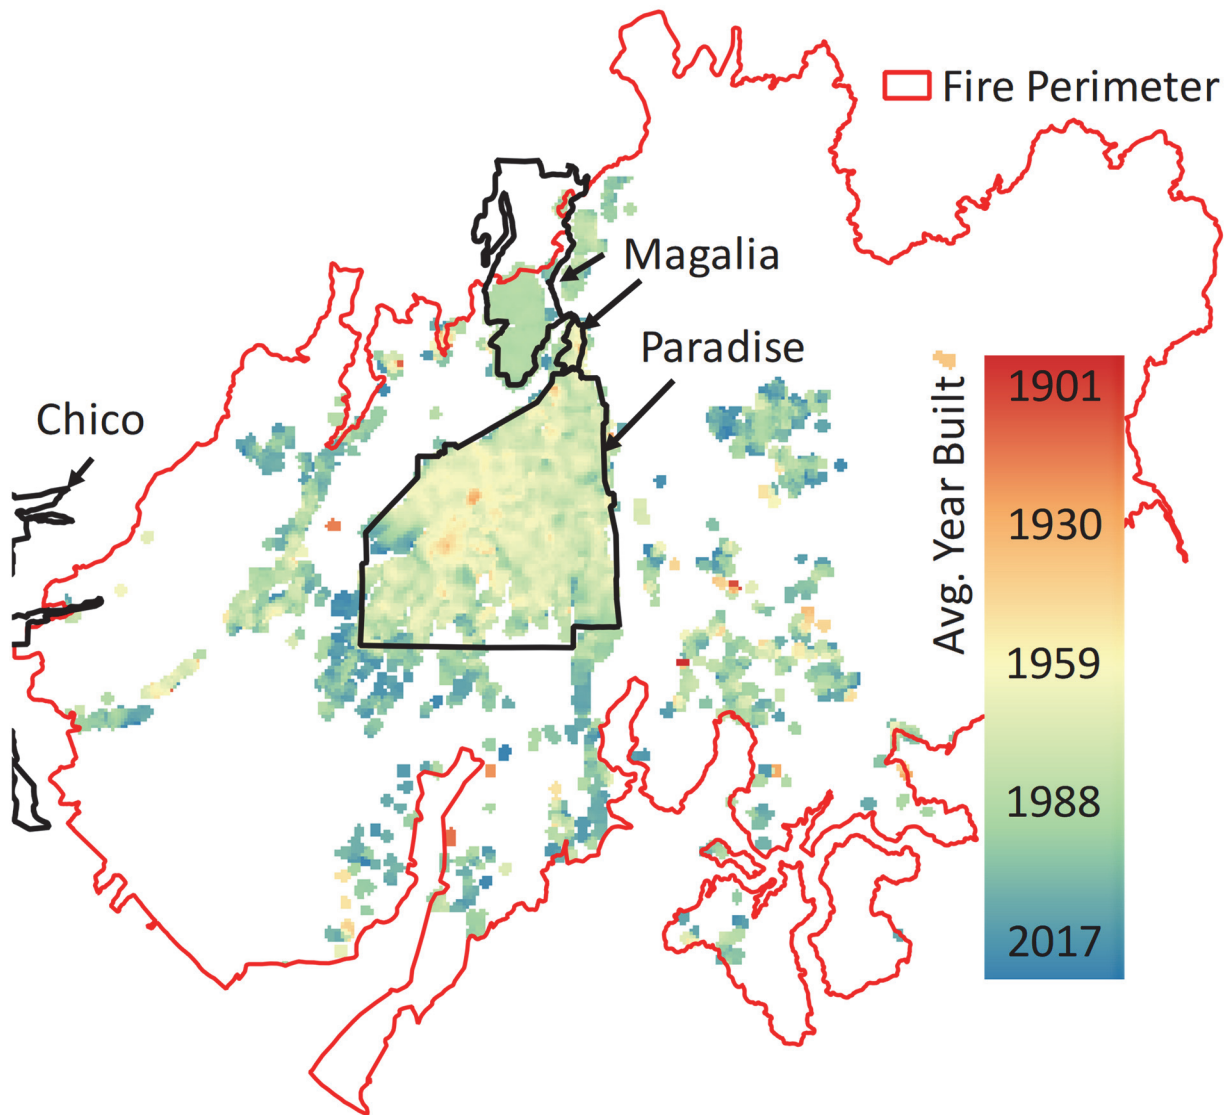 Fire Perimeter
Magalia
Paradise
Chico
Avg. Year Built
1901
1930
1959
1988
2017